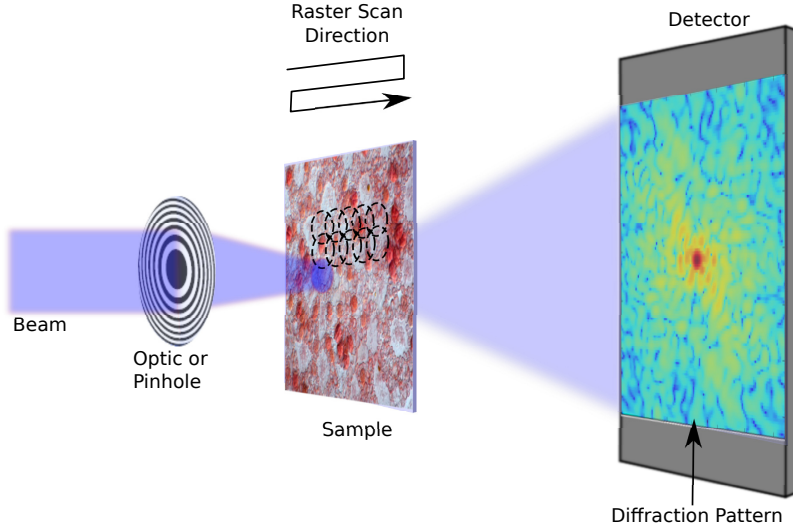 Raster Scan
Direction
Detector
Beam
Optic or
Pinhole
Sample
Diffraction Pattern